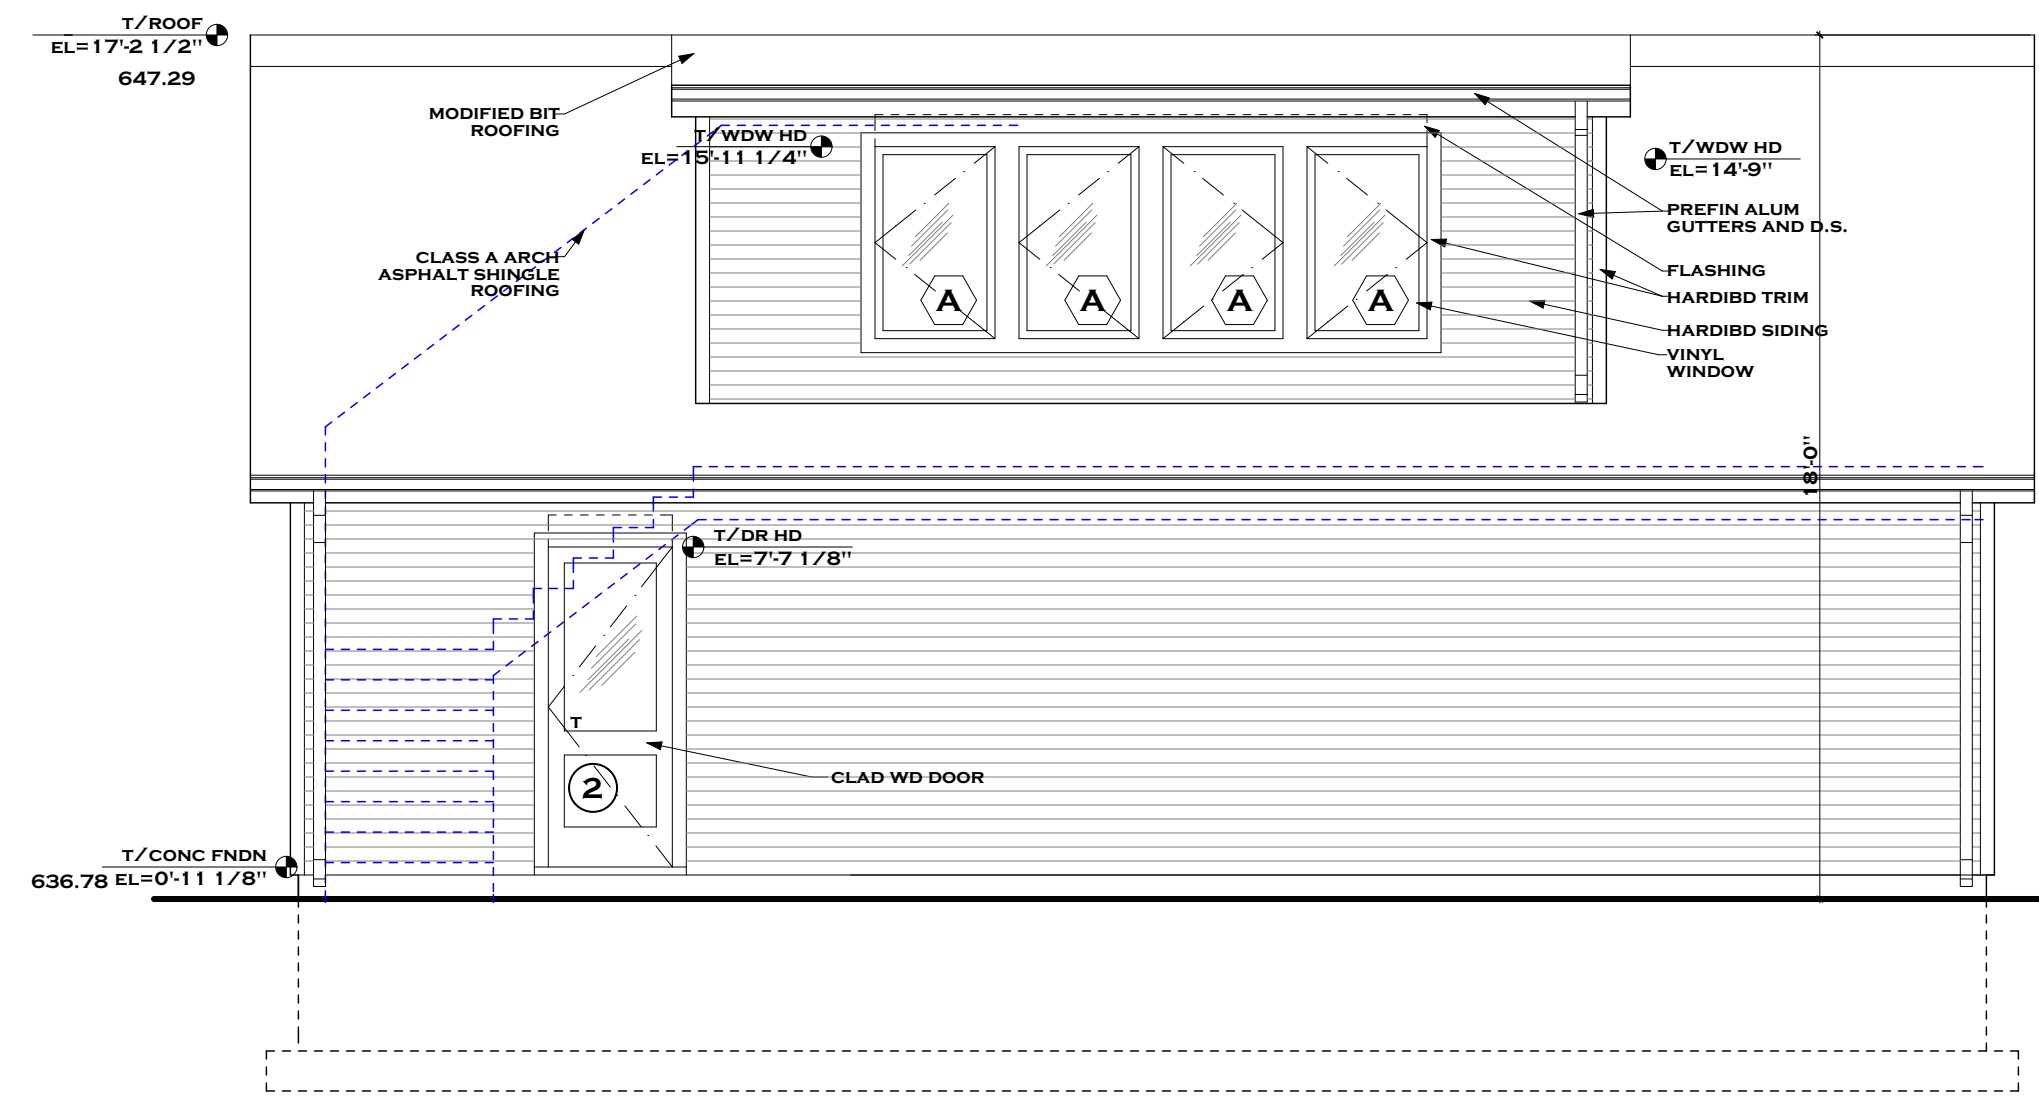 T/ROOF
EL=17'-2 1/2"
647.29
MODIFIED BIT
ROOFING
T/WDW HD
EL=15'-11 1/4"
T/WDW HD
EL=14'-9"
PREFIN ALUM
GUTTERS AND D.S.
CLASS A ARCH
ASPHALT SHINGLE
ROOFING
FLASHING
HARDIBD TRIM
A A A A
HARDIBD SIDING
VINYL
WINDOW
18'-0"
T/DR HD
EL=7'-7 1/8"
T
CLAD WD DOOR
2
T/CONC FNDN
636.78 EL=0'-11 1/8"